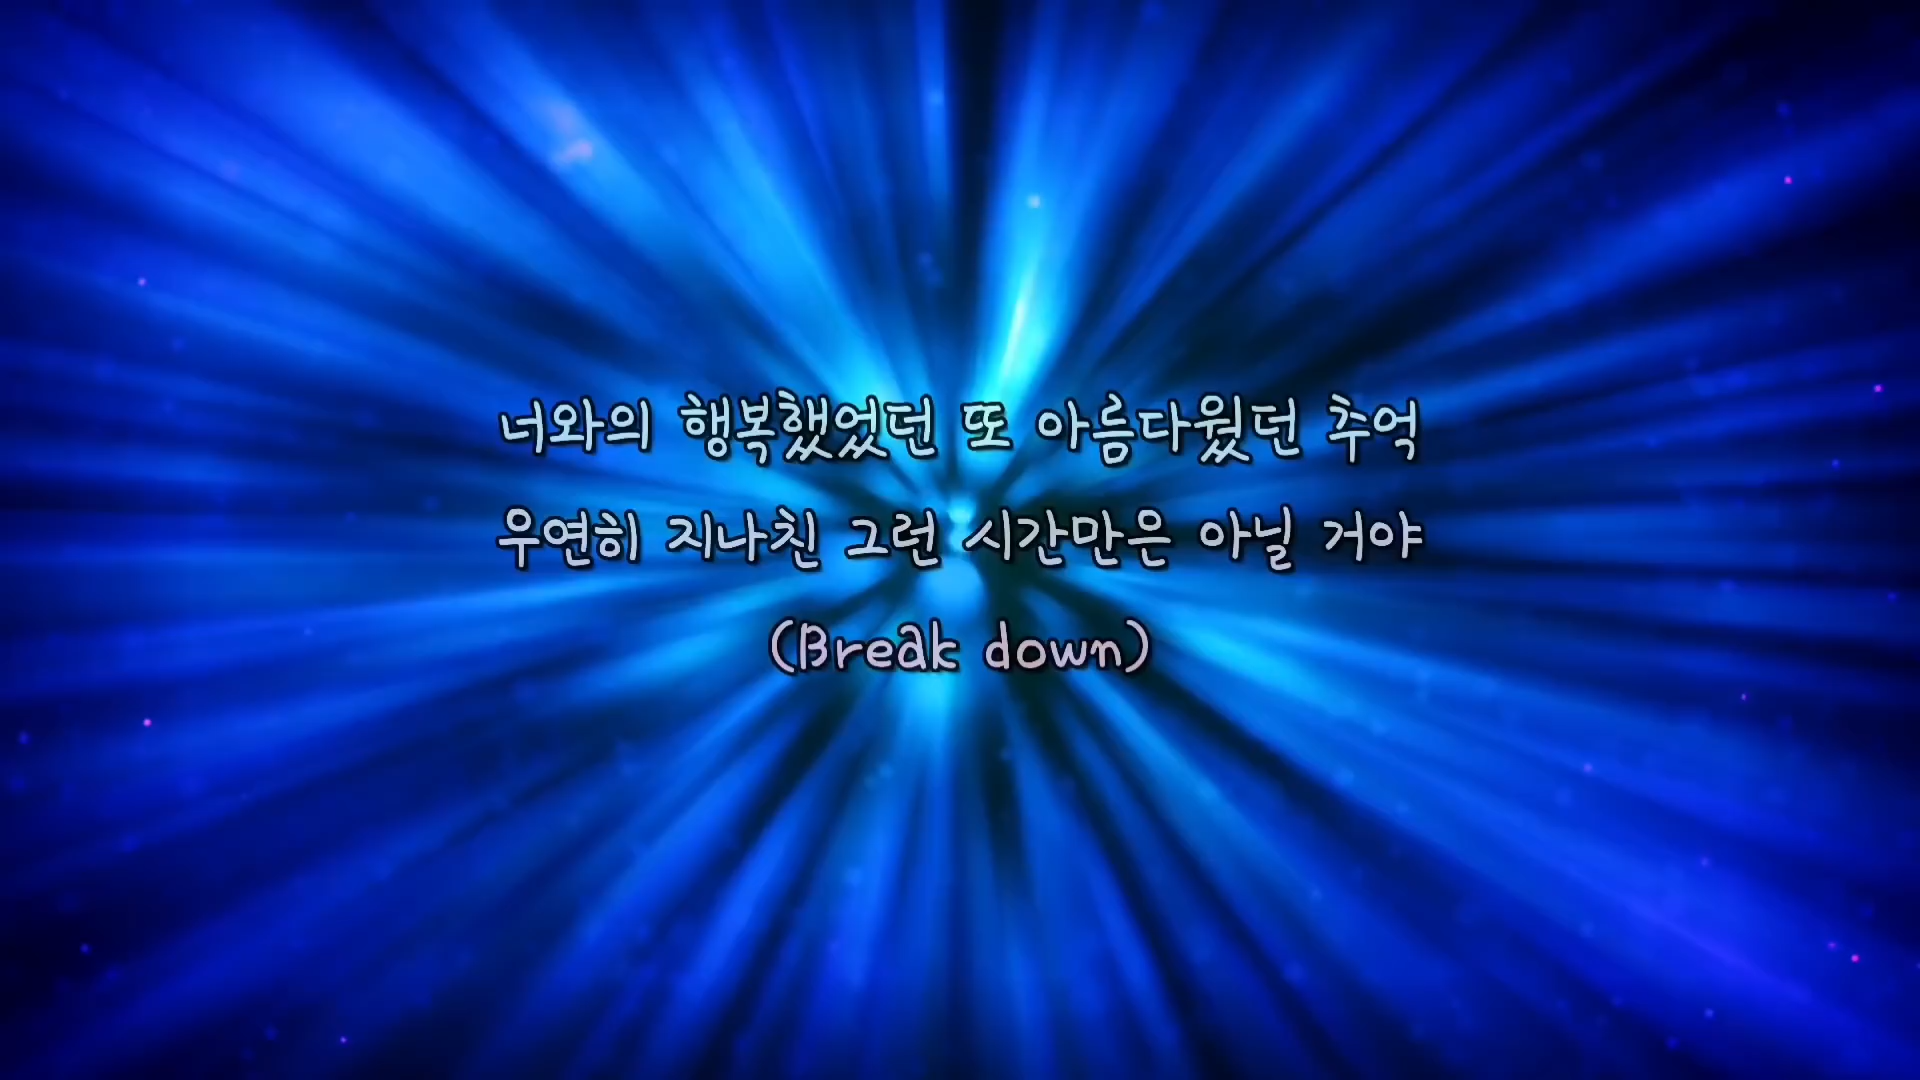 너와의 행복했었던 또 아름다웠던 추억
우연히 지나친 그런 시간만은 아닐 거야
(Break down)